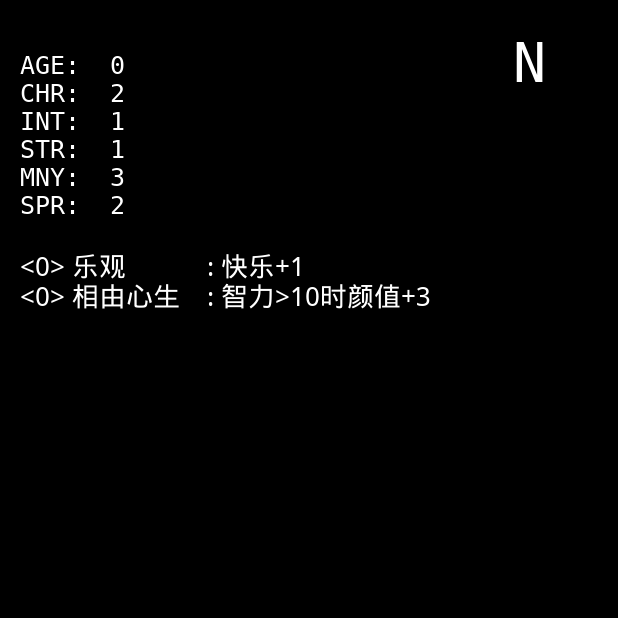 N
AGE: 0
CHR: 2
INT: 1
STR: 1
MNY: 3
SPR: 2
<0> 乐观 : 快乐+1
<0> 相由心生 : 智力>10时颜值+3